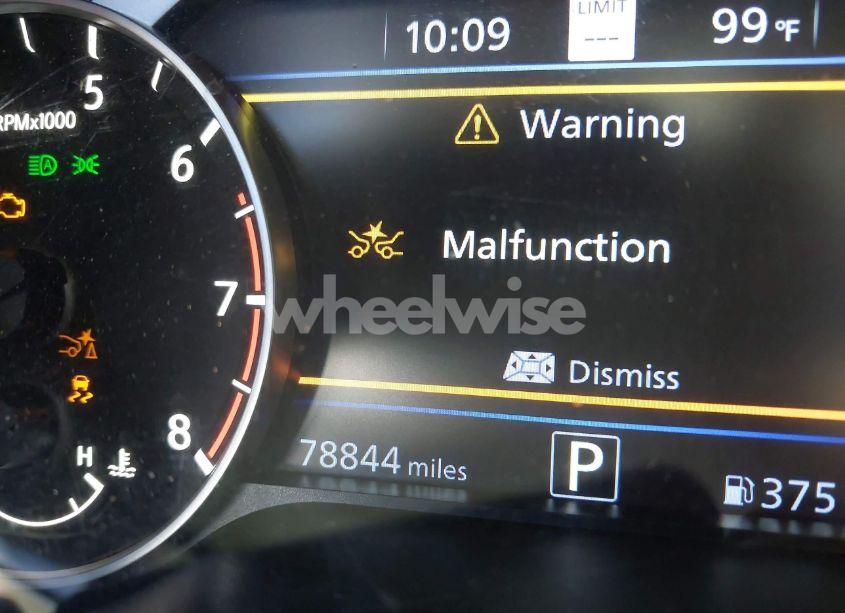 LIMIT
10:09 --- 99°F
5
RPMx1000
6
7
8
H
A
Warning
Malfunction
wheelwise
Dismiss
78844 miles
P
375